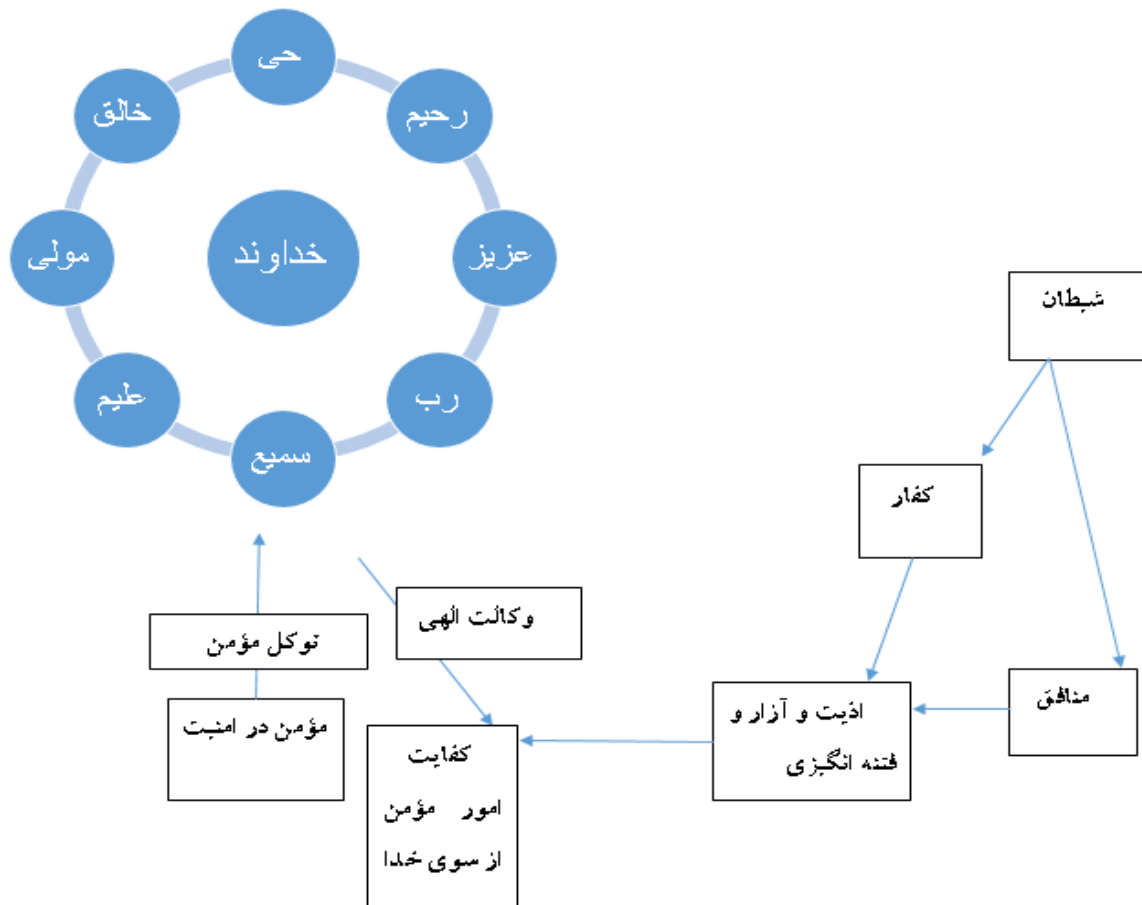 حی
رحیم
خالق
خداوند
عزیز
مولی
رب
علیم
سمیع
شیطان
کفار
وکالت الهی
توکل مؤمن
منافق
اذیت و آزار و
فتنه انگیزی
مؤمن در امنیت
کفایت
امور مؤمن
از سوی خدا